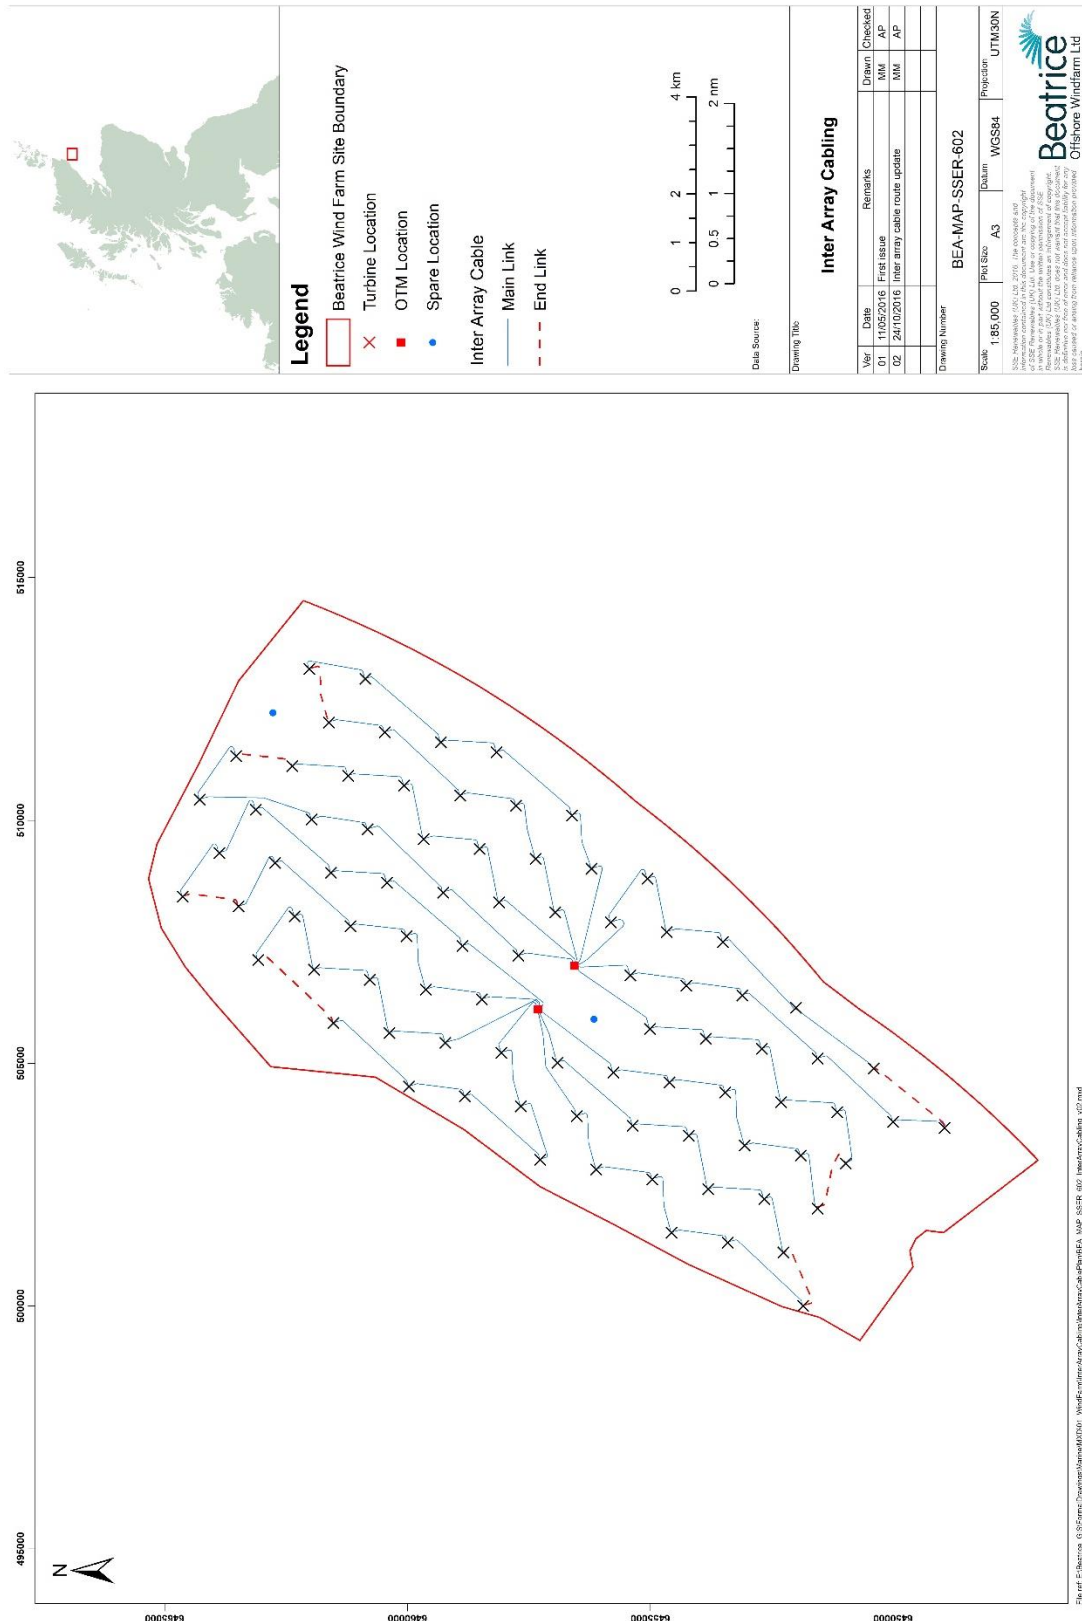 Legend
Beatrice Wind Farm Site Boundary
Turbine Location
OTM Location
Spare Location
Inter Array Cable
Main Link
End Link
0 1 2 4 km
0 0.5 1 2 nm
Data Source:
Drawing Title
Inter Array Cabling
Ver Date Remarks Drawn Checked
01 11/05/2016 First issue MM AP
02 24/10/2016 Inter array cable route update MM AP
Drawing Number
BEA-MAP-SSER-602
Scale 1:85,000 Plot Size A3 Datum WGS84 Projection UTM30N
Beatrice
Offshore Windfarm Ltd
N
495000 500000 505000 510000 515000
6460000